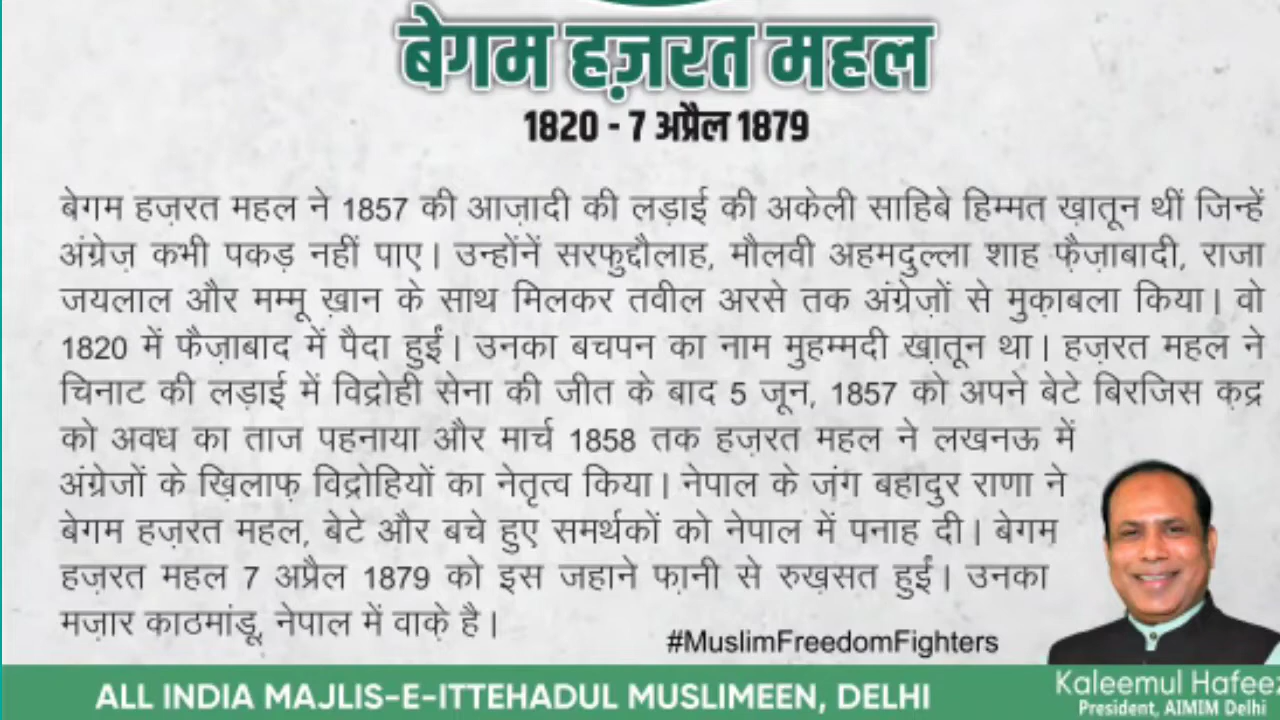 बेगम हज़रत महल
1820 - 7 अप्रैल 1879
बेगम हज़रत महल ने 1857 की आज़ादी की लड़ाई की अकेली साहिबे हिम्मत ख़ातून थीं जिन्हें
अंग्रेज़ कभी पकड़ नहीं पाए। उन्होंनें सरफुद्दौलाह, मौलवी अहमदुल्ला शाह फ़ैज़ाबादी, राजा
जयलाल और मम्मू ख़ान के साथ मिलकर तवील अरसे तक अंग्रेज़ों से मुक़ाबला किया। वो
1820 में फैज़ाबाद में पैदा हुईं। उनका बचपन का नाम मुहम्मदी ख़ातून था। हज़रत महल ने
चिनाट की लड़ाई में विद्रोही सेना की जीत के बाद 5 जून, 1857 को अपने बेटे बिरजिस क़द्र
को अवध का ताज पहनाया और मार्च 1858 तक हज़रत महल ने लखनऊ में
अंग्रेजों के ख़िलाफ़ विद्रोहियों का नेतृत्व किया। नेपाल के जंग बहादुर राणा ने
बेगम हज़रत महल, बेटे और बचे हुए समर्थकों को नेपाल में पनाह दी। बेगम
हज़रत महल 7 अप्रैल 1879 को इस जहाने फ़ानी से रुख़सत हुईं। उनका
मज़ार काठमांडू, नेपाल में वाक़े है।
#MuslimFreedomFighters
ALL INDIA MAJLIS-E-ITTEHADUL MUSLIMEEN, DELHI
Kaleemul Hafeez
President, AIMIM Delhi